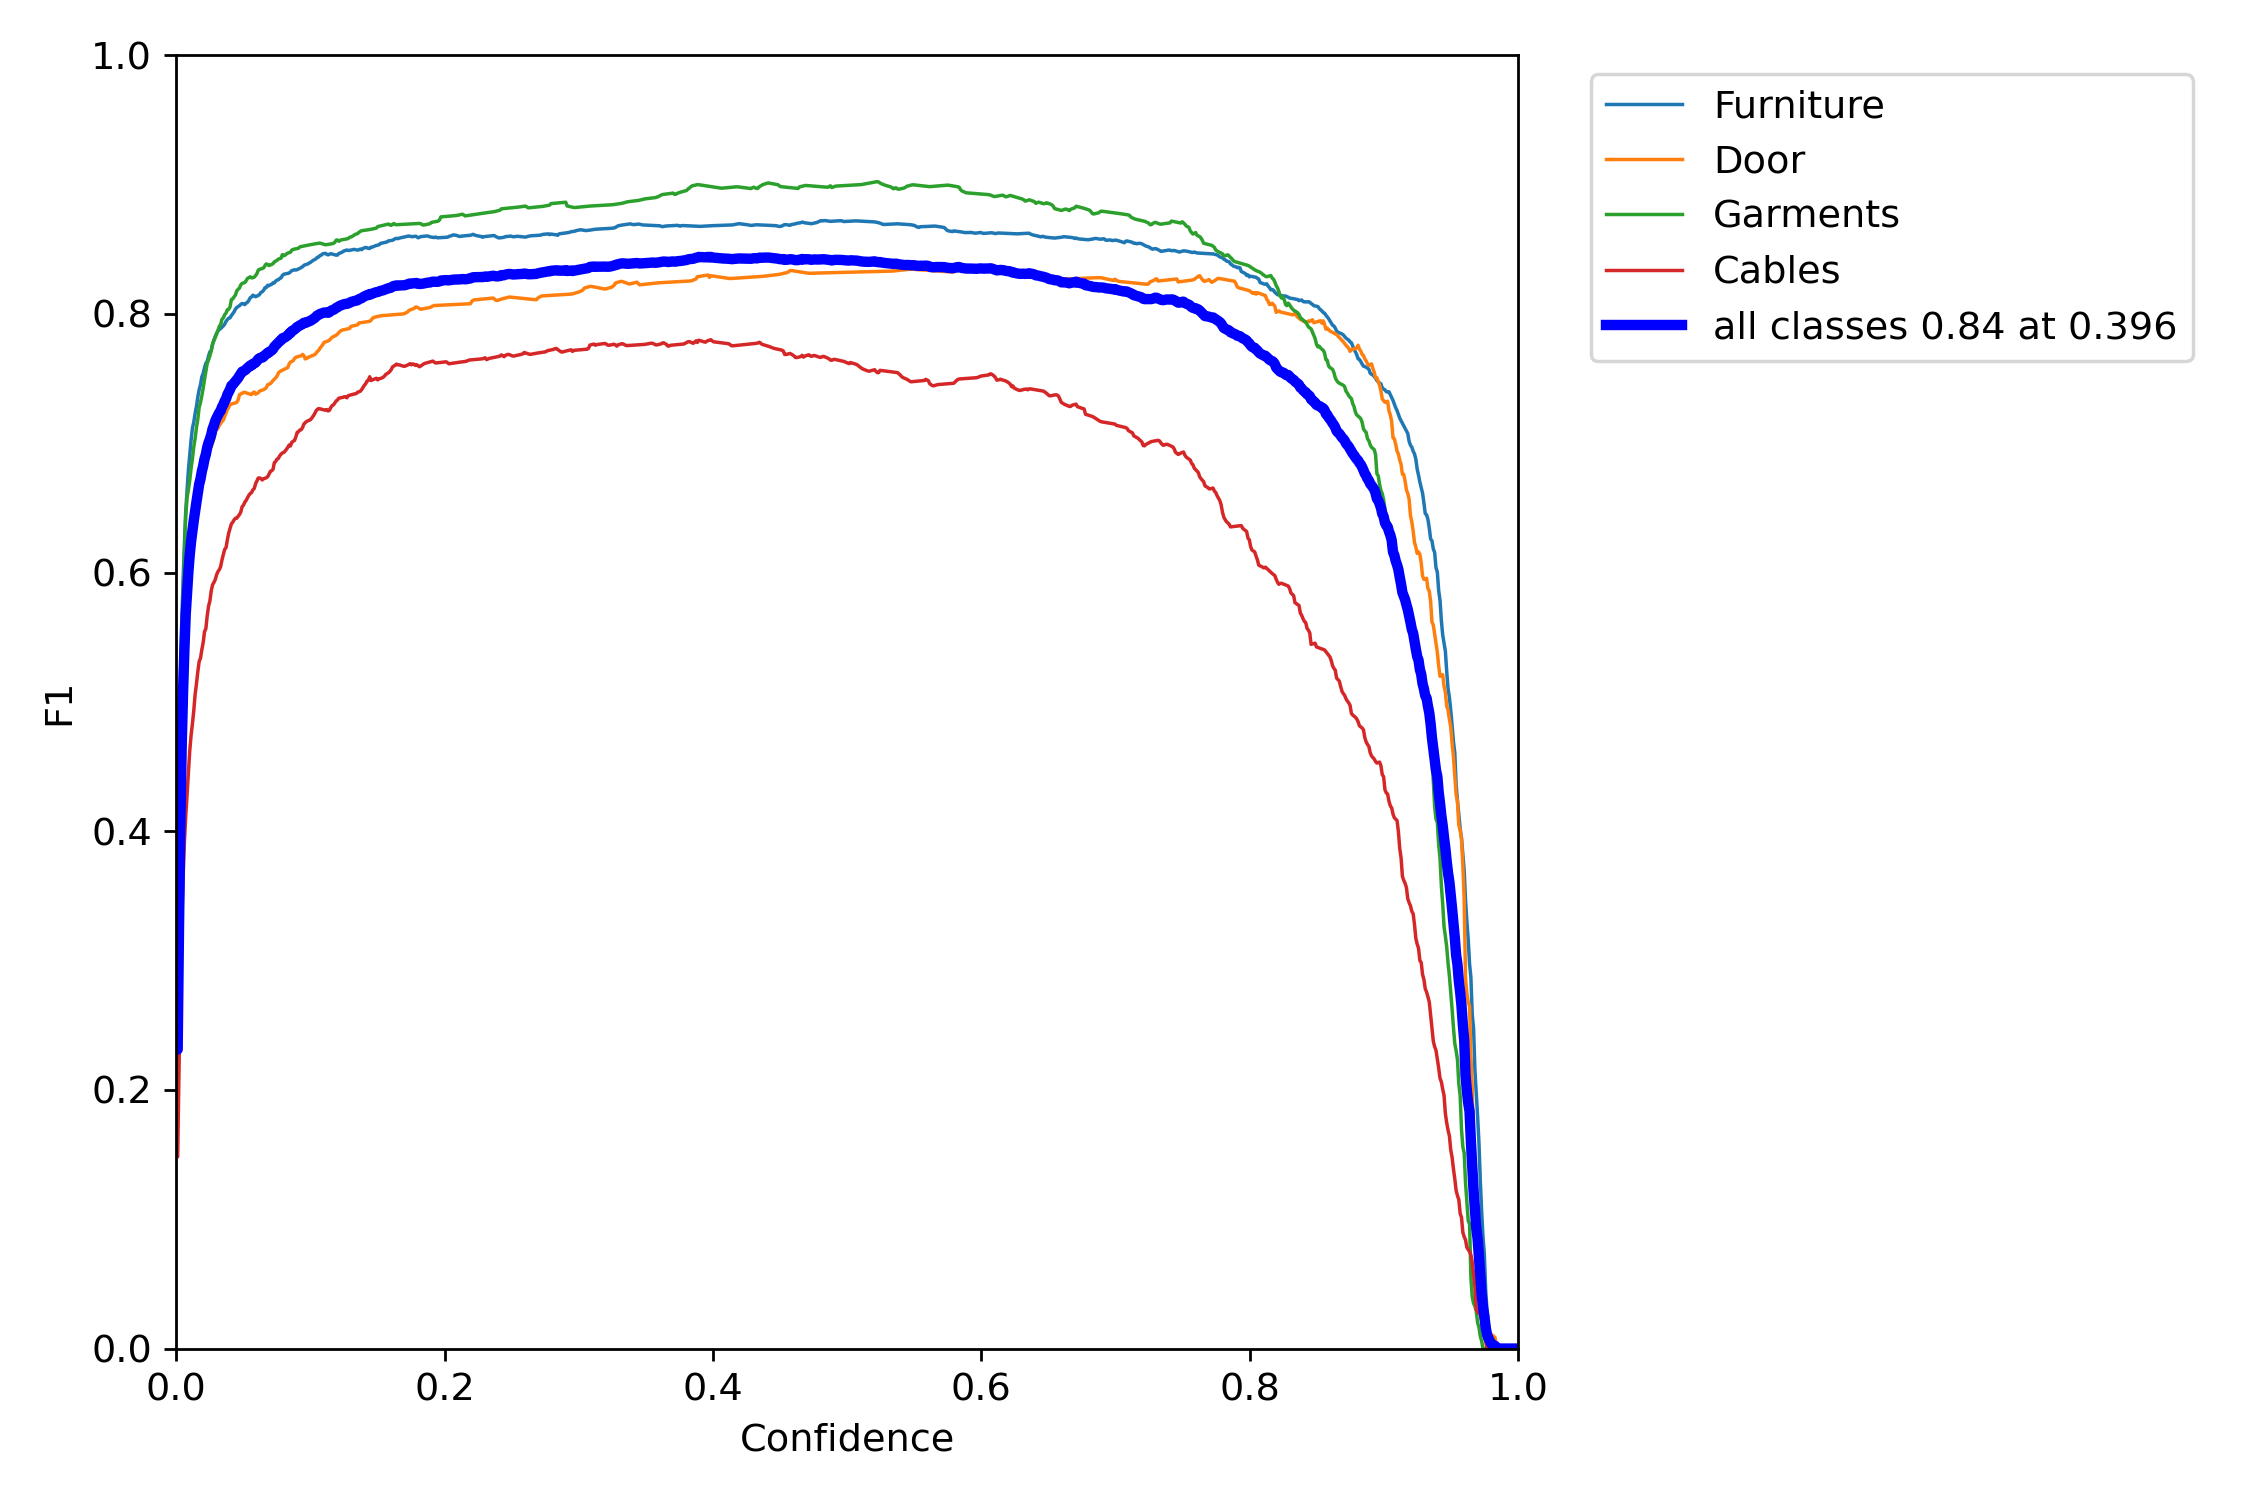 1.0
0.8
0.6
0.4
0.2
0.0
F1
0.0 0.2 0.4 0.6 0.8 1.0
Confidence
Furniture
Door
Garments
Cables
all classes 0.84 at 0.396